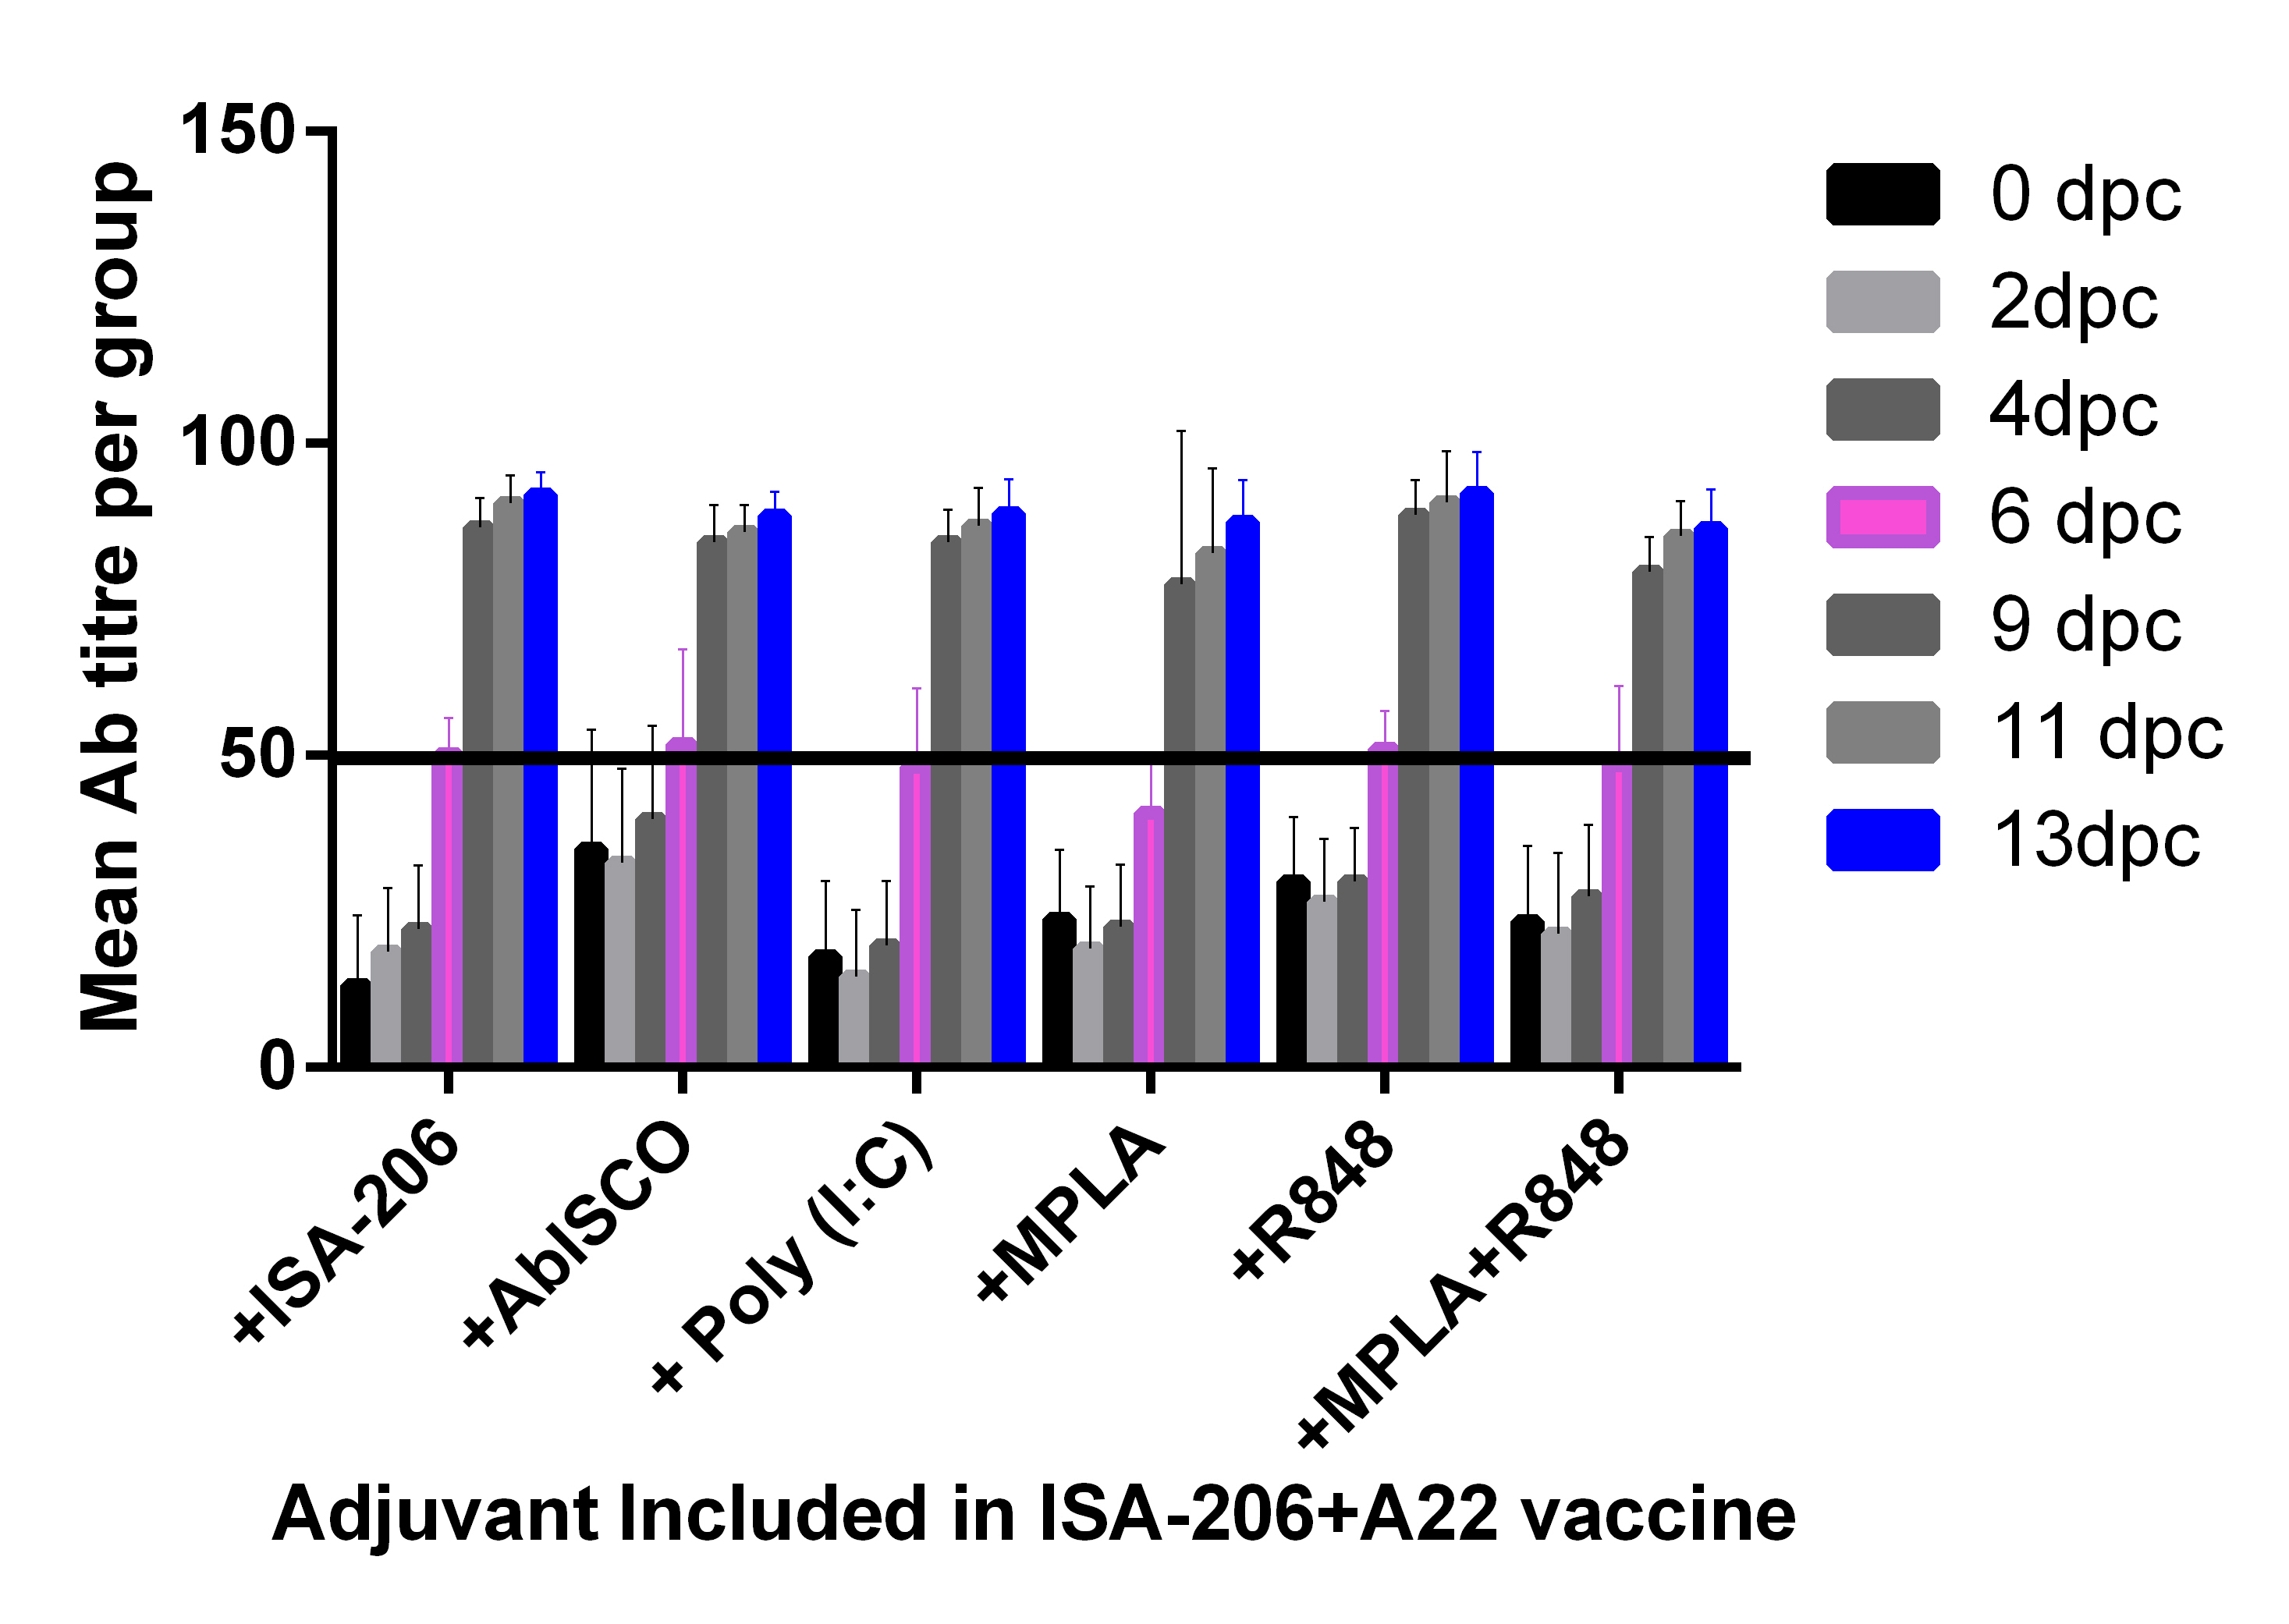 Mean Ab titre per group
150
100
50
0
+ISA-206
+AbISCO
+ Poly (I:C)
+MPLA
+R848
+MPLA+R848
Adjuvant Included in ISA-206+A22 vaccine
0 dpc
2dpc
4dpc
6 dpc
9 dpc
11 dpc
13dpc